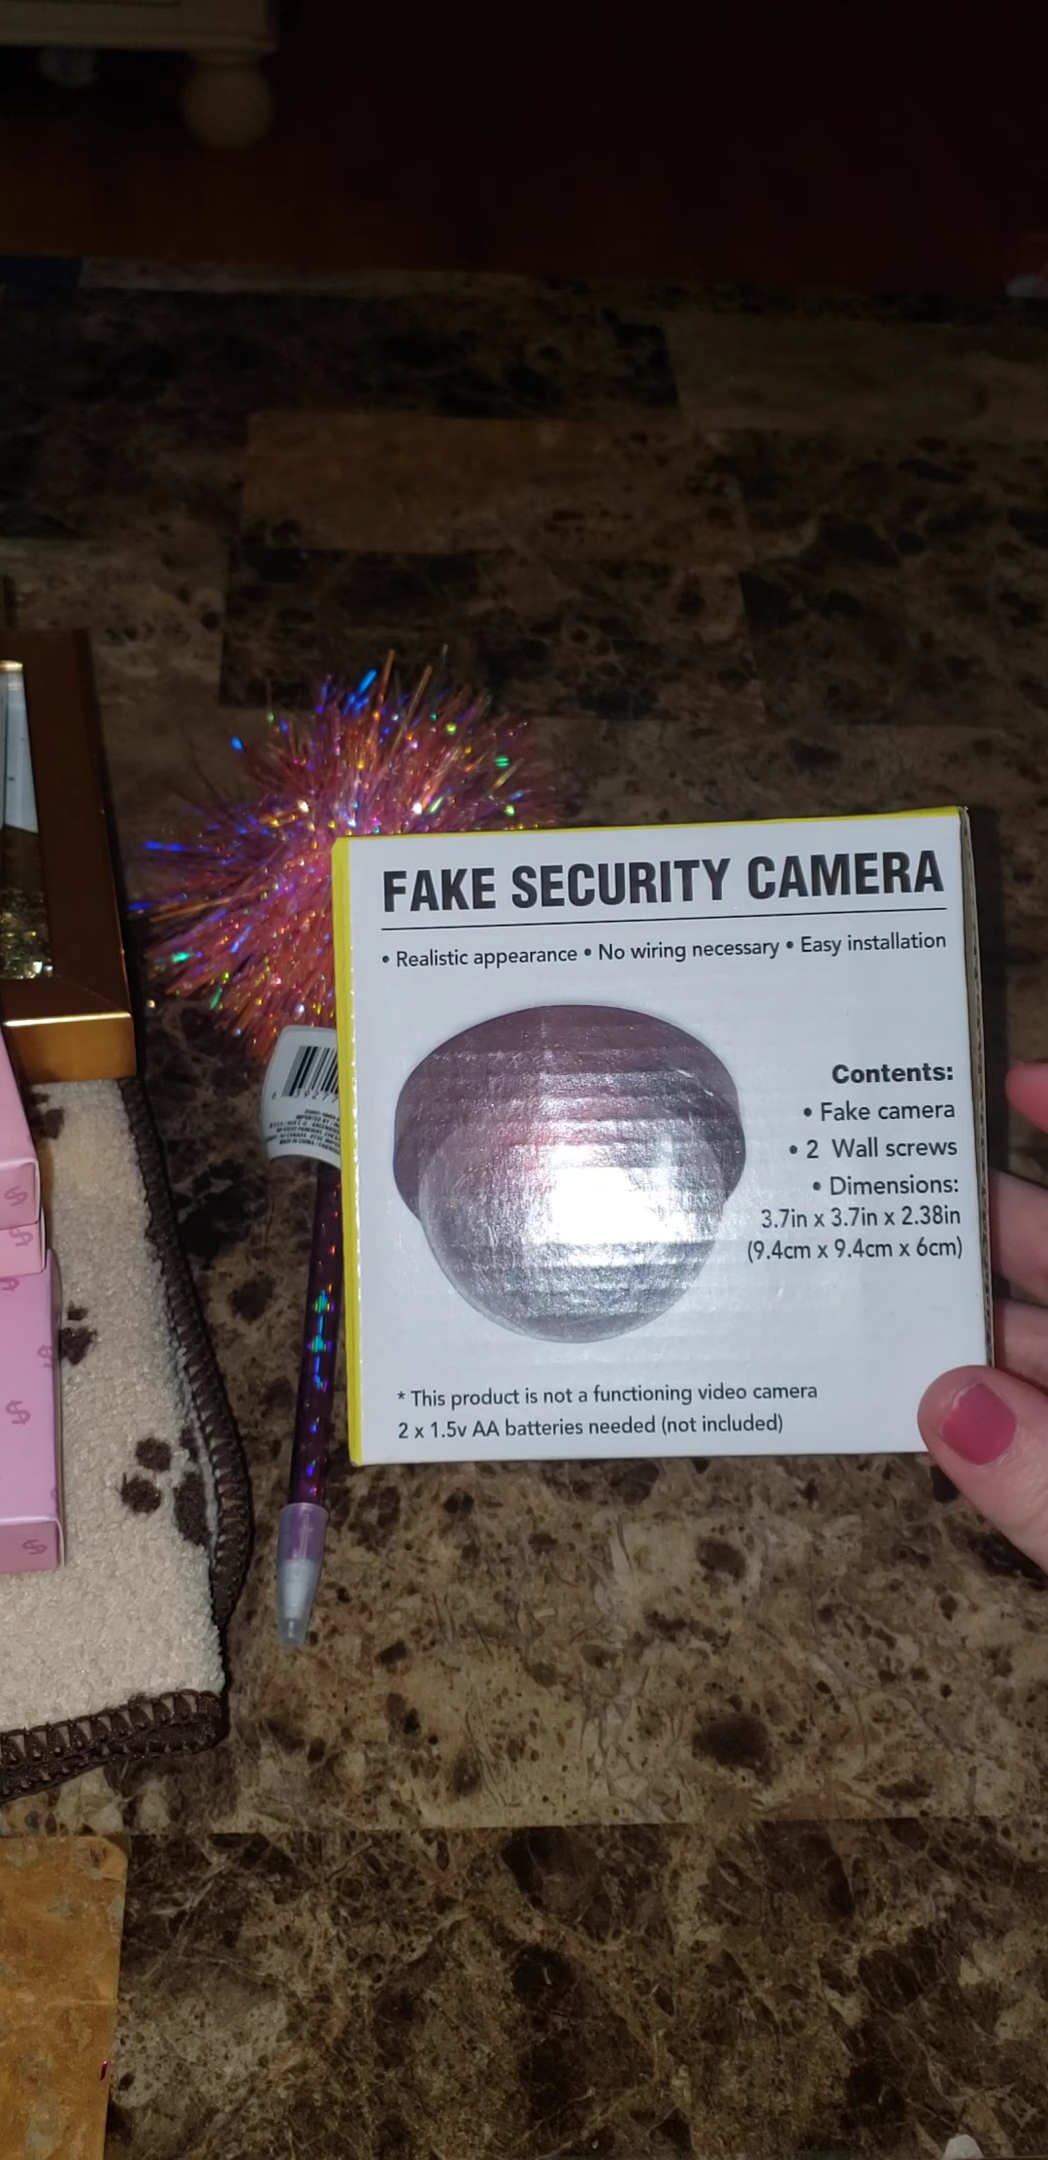 FAKE SECURITY CAMERA
• Realistic appearance • No wiring necessary • Easy installation
Contents:
• Fake camera
• 2 Wall screws
• Dimensions:
3.7in x 3.7in x 2.38in
(9.4cm x 9.4cm x 6cm)
* This product is not a functioning video camera
2 x 1.5v AA batteries needed (not included)